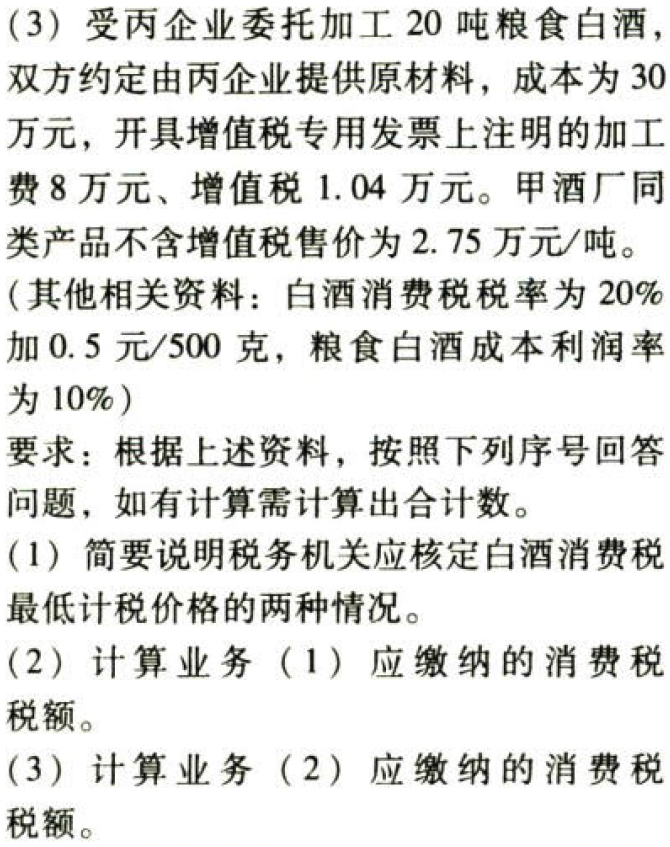 (3) 受丙企业委托加工 20 吨粮食白酒，
双方约定由丙企业提供原材料，成本为 30
万元，开具增值税专用发票上注明的加工
费 8 万元、增值税 1.04 万元。甲酒厂同
类产品不含增值税售价为 2.75 万元/吨。
(其他相关资料：白酒消费税税率为 20%
加 0.5 元/500 克，粮食白酒成本利润率
为 10%)
要求：根据上述资料，按照下列序号回答
问题，如有计算需计算出合计数。
(1) 简要说明税务机关应核定白酒消费税
最低计税价格的两种情况。
(2) 计算业务 (1) 应缴纳的消费税
税额。
(3) 计算业务 (2) 应缴纳的消费税
税额。